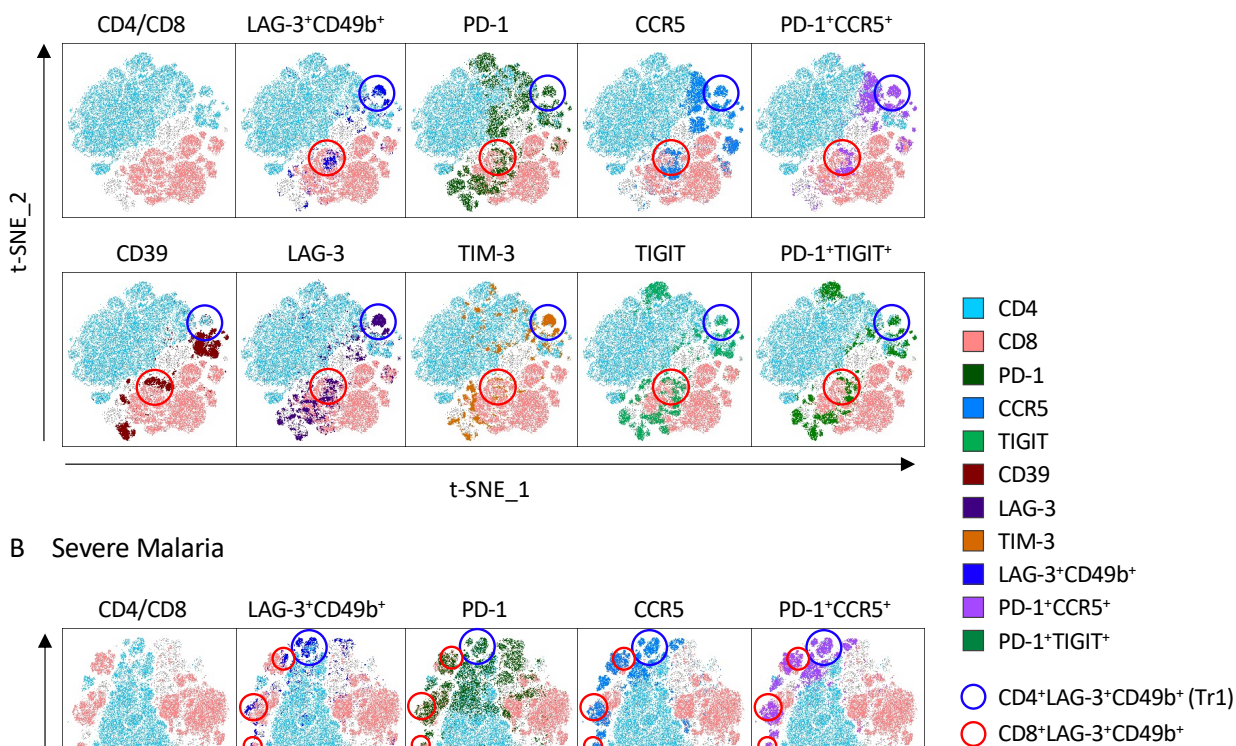 CD4/CD8 LAG-3⁺CD49b⁺ PD-1 CCR5 PD-1⁺CCR5⁺
CD39 LAG-3 TIM-3 TIGIT PD-1⁺TIGIT⁺
t-SNE_2
t-SNE_1
B Severe Malaria
CD4/CD8 LAG-3⁺CD49b⁺ PD-1 CCR5 PD-1⁺CCR5⁺
CD4
CD8
PD-1
CCR5
TIGIT
CD39
LAG-3
TIM-3
LAG-3⁺CD49b⁺
PD-1⁺CCR5⁺
PD-1⁺TIGIT⁺
CD4⁺LAG-3⁺CD49b⁺ (Tr1)
CD8⁺LAG-3⁺CD49b⁺